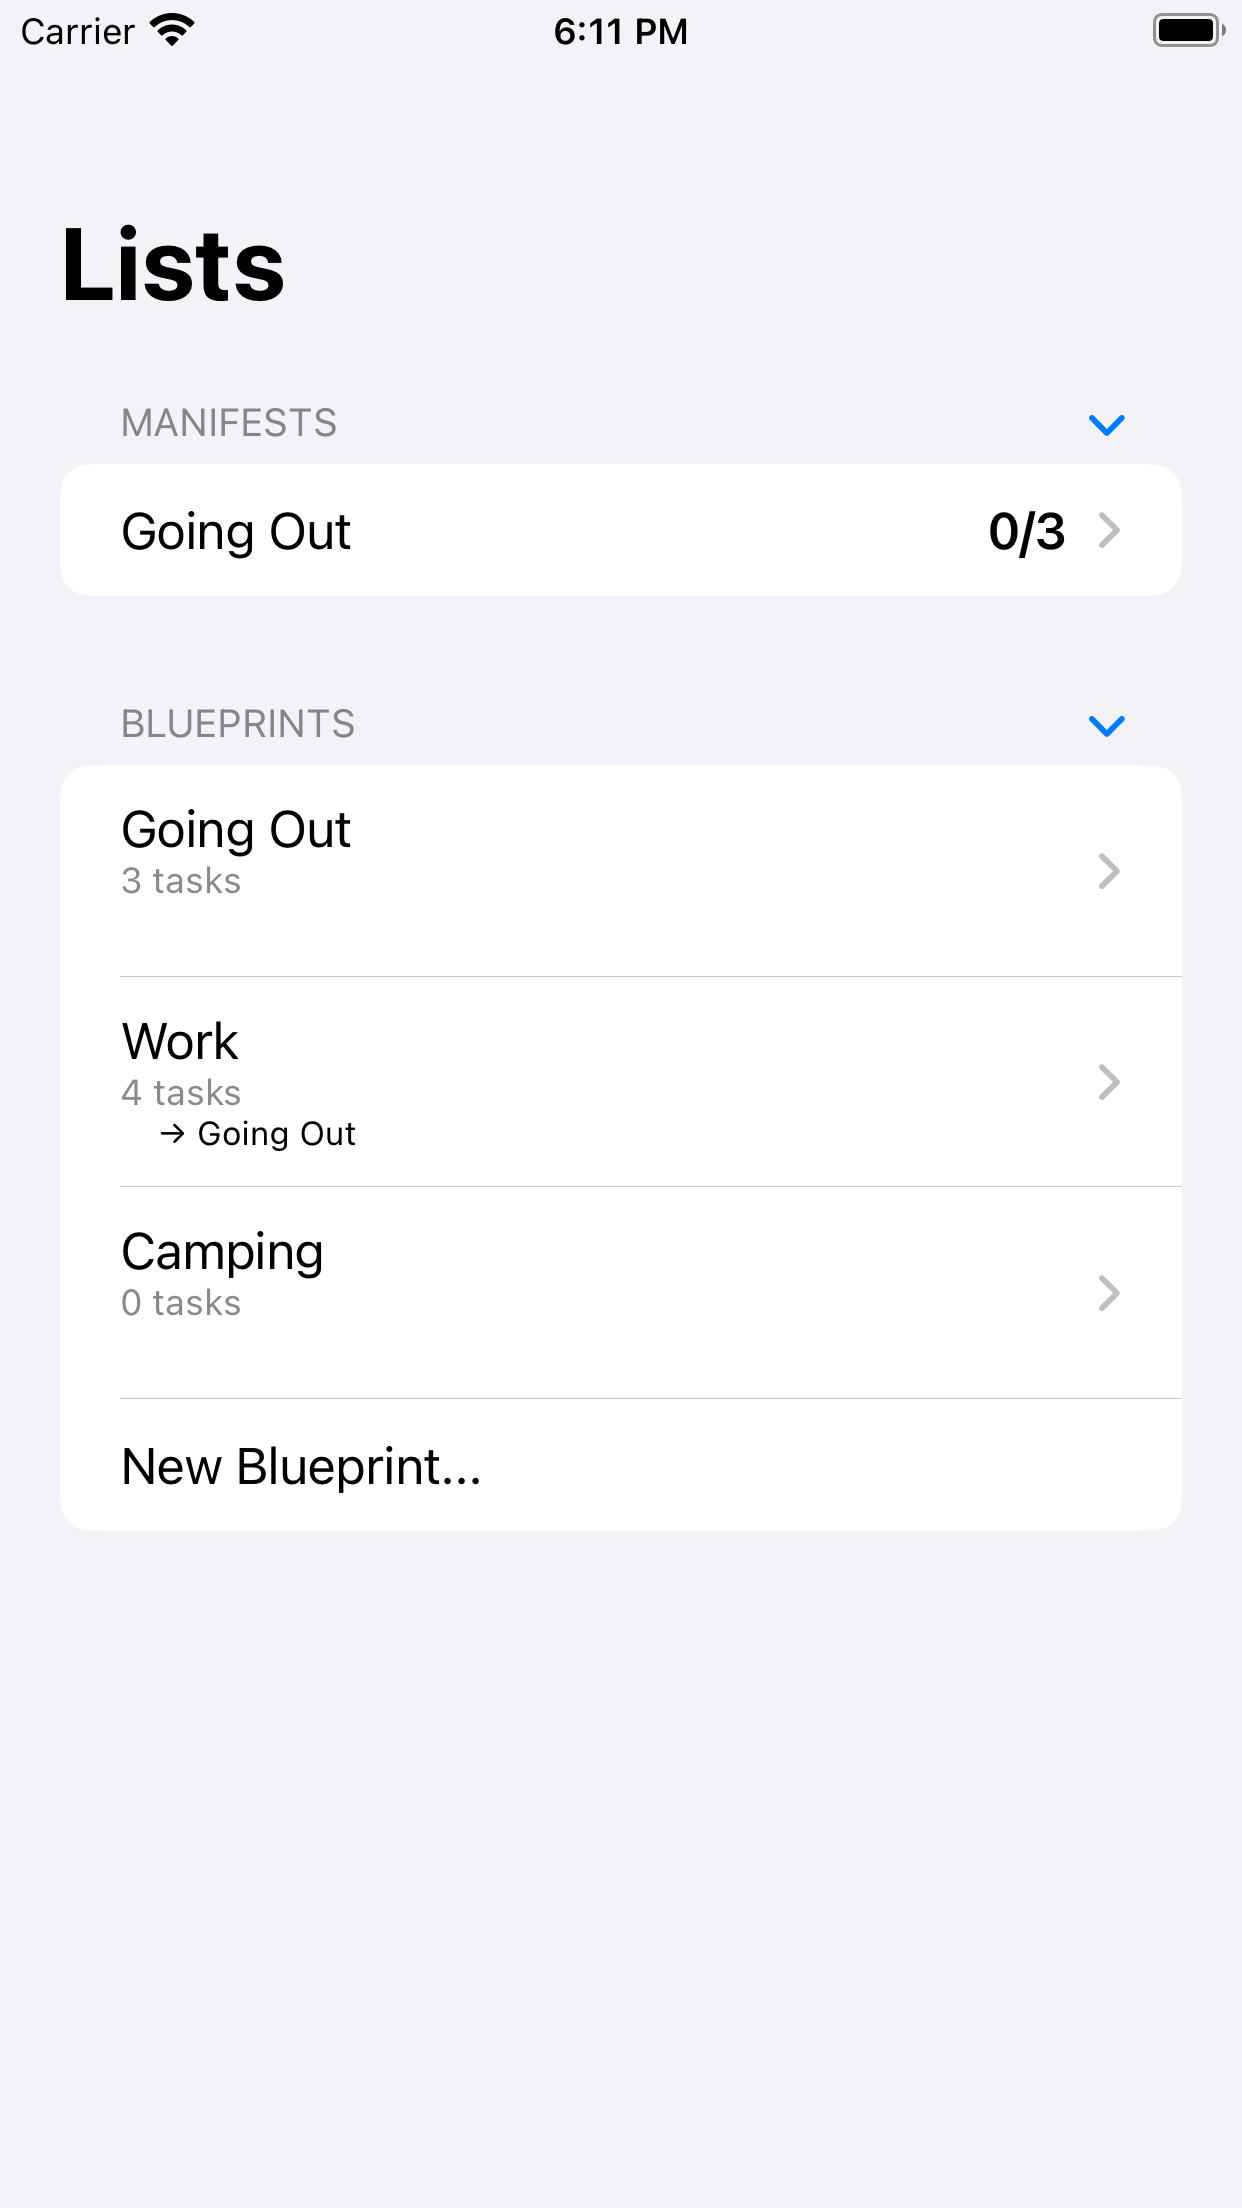 Carrier 6:11 PM
Lists
MANIFESTS
Going Out 0/3
BLUEPRINTS
Going Out
3 tasks
Work
4 tasks
→ Going Out
Camping
0 tasks
New Blueprint...